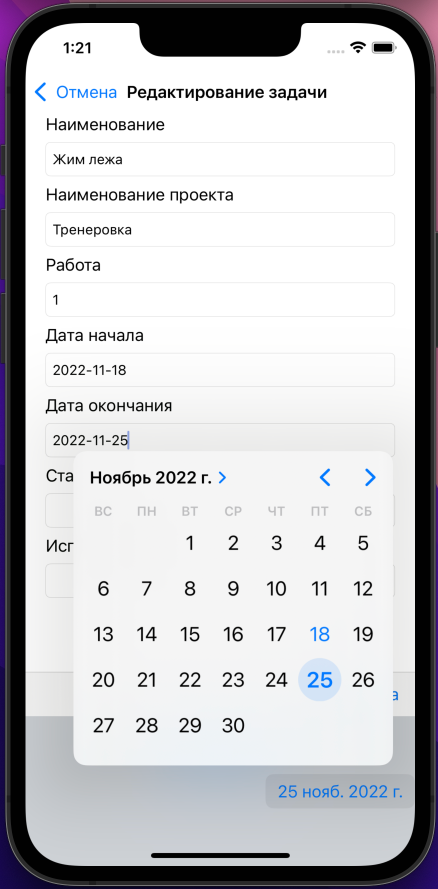 1:21
Отмена Редактирование задачи
Наименование
Жим лежа
Наименование проекта
Тренеровка
Работа
1
Дата начала
2022-11-18
Дата окончания
2022-11-25
Ноябрь 2022 г.
ВС ПН ВТ СР ЧТ ПТ СБ
1 2 3 4 5
6 7 8 9 10 11 12
13 14 15 16 17 18 19
20 21 22 23 24 25 26
27 28 29 30
25 нояб. 2022 г.